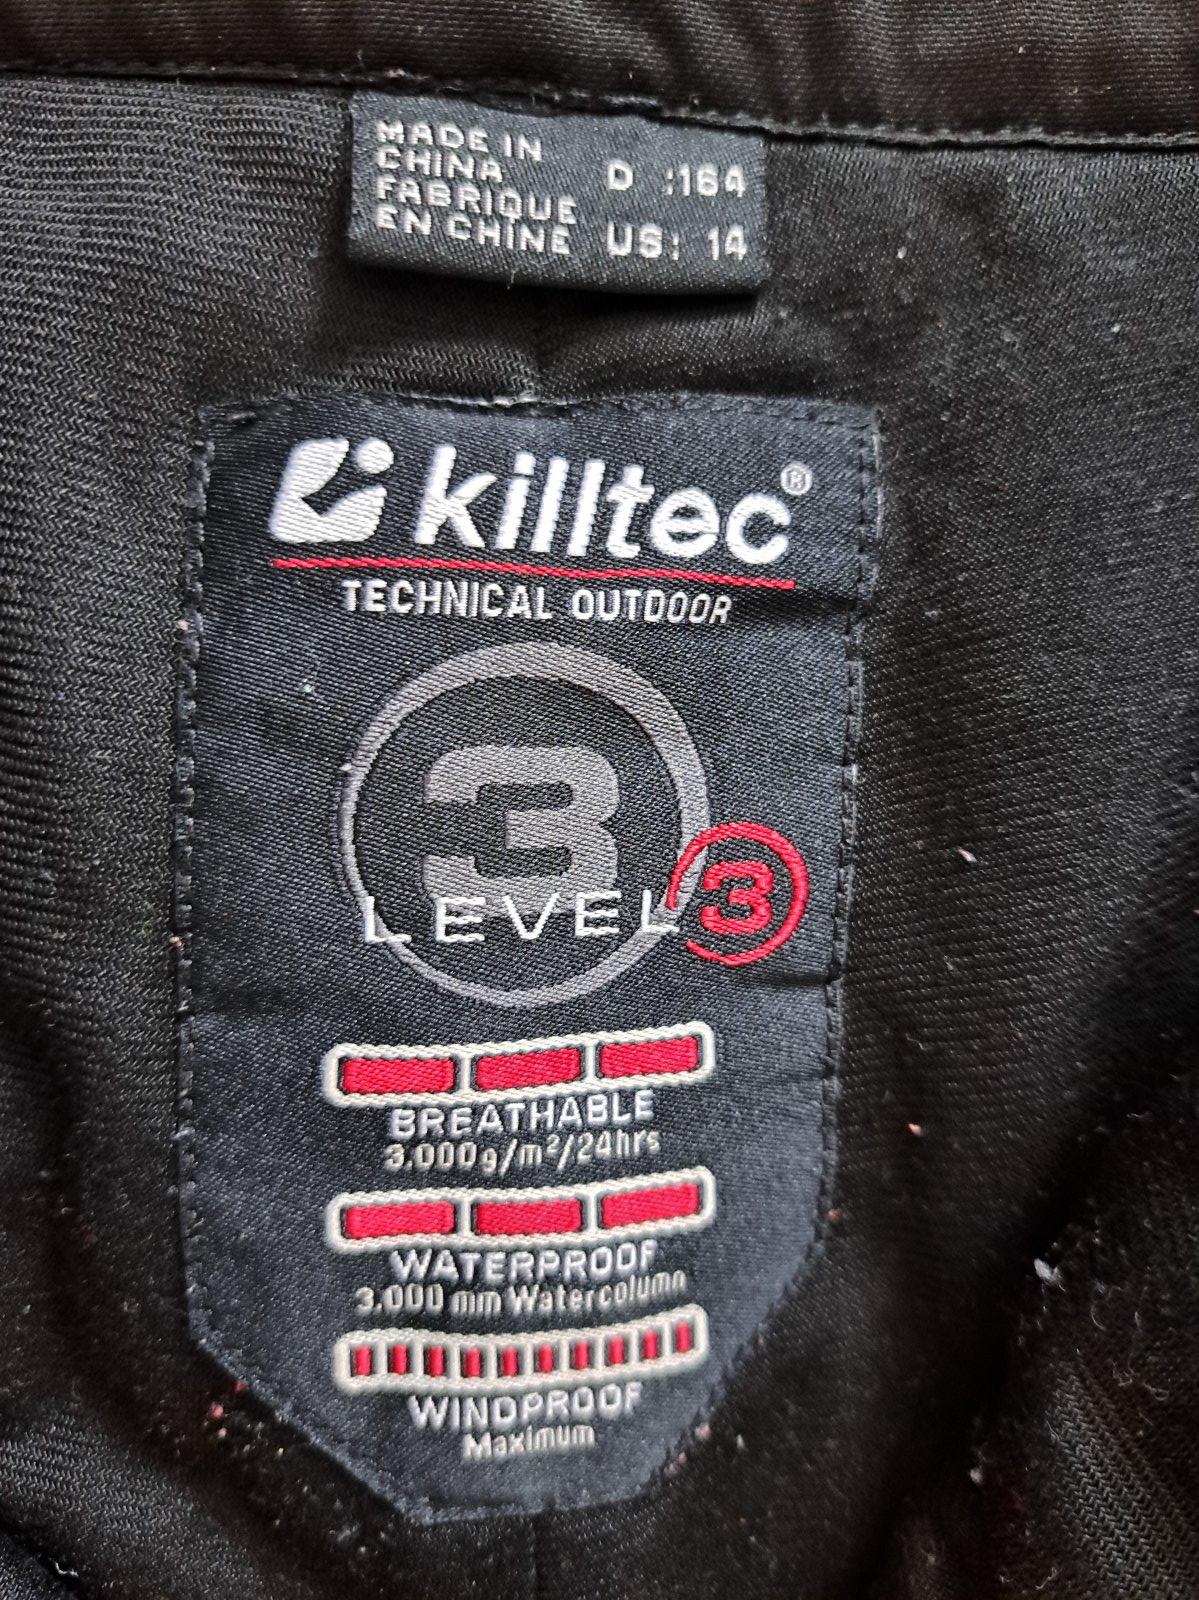 MADE IN
CHINA
FABRIQUE
EN CHINE
D :164
US: 14
killtec®
TECHNICAL OUTDOOR
3
LEVEL 3
BREATHABLE
3.000g/m²/24hrs
WATERPROOF
3.000 mm Watercolumn
WINDPROOF
Maximum